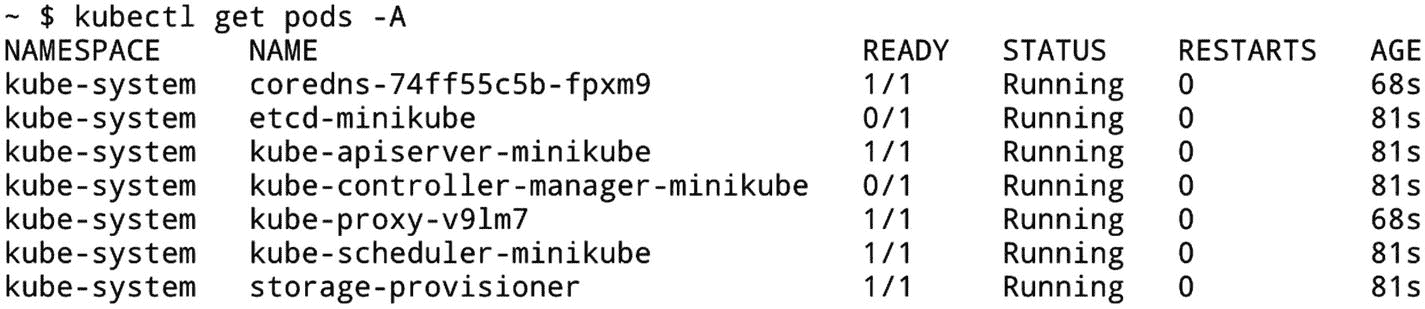 ~ $ kubectl get pods -A
NAMESPACE     NAME                               READY   STATUS    RESTARTS   AGE
kube-system   coredns-74ff55c5b-fpxm9            1/1     Running   0          68s
kube-system   etcd-minikube                      0/1     Running   0          81s
kube-system   kube-apiserver-minikube            1/1     Running   0          81s
kube-system   kube-controller-manager-minikube   0/1     Running   0          81s
kube-system   kube-proxy-v9lm7                   1/1     Running   0          68s
kube-system   kube-scheduler-minikube            1/1     Running   0          81s
kube-system   storage-provisioner                1/1     Running   0          81s